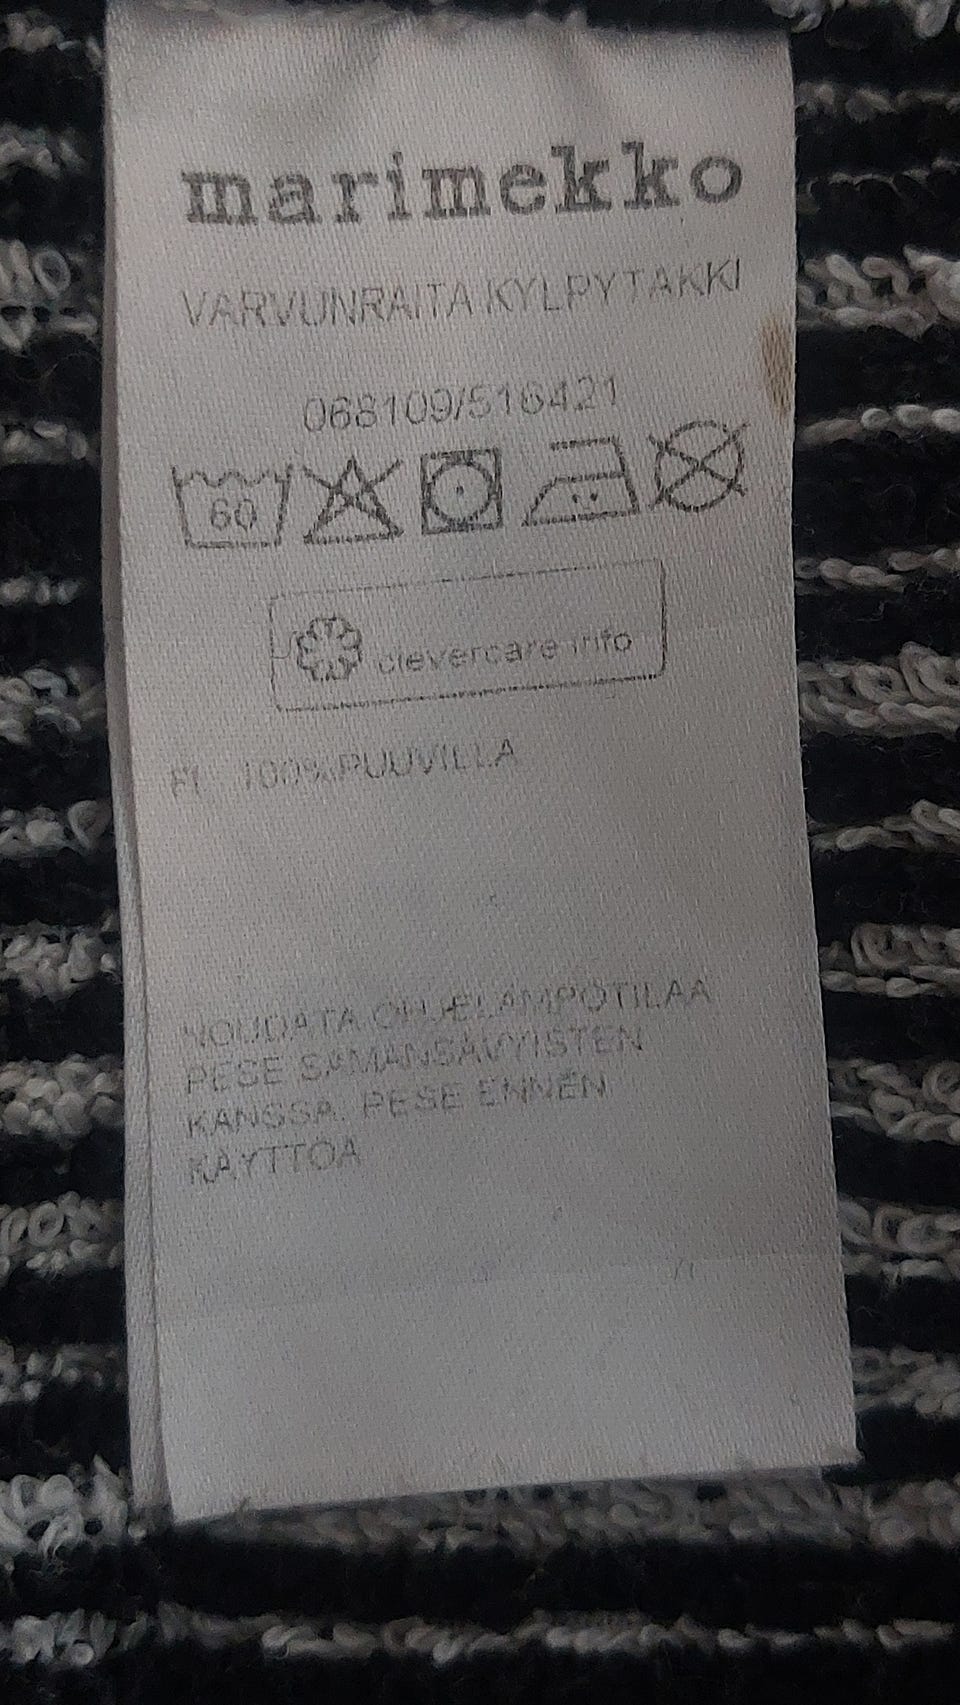 marimekko
VARVUNRAITA KYLPYTAKKI
068109/516421
60
clevercare.info
FI 100% PUUVILLA
NOUDATA OHJELÄMPÖTILAA
PESE SAMANSÄVYISTEN
KANSSA. PESE ENNEN
KÄYTTÖÄ